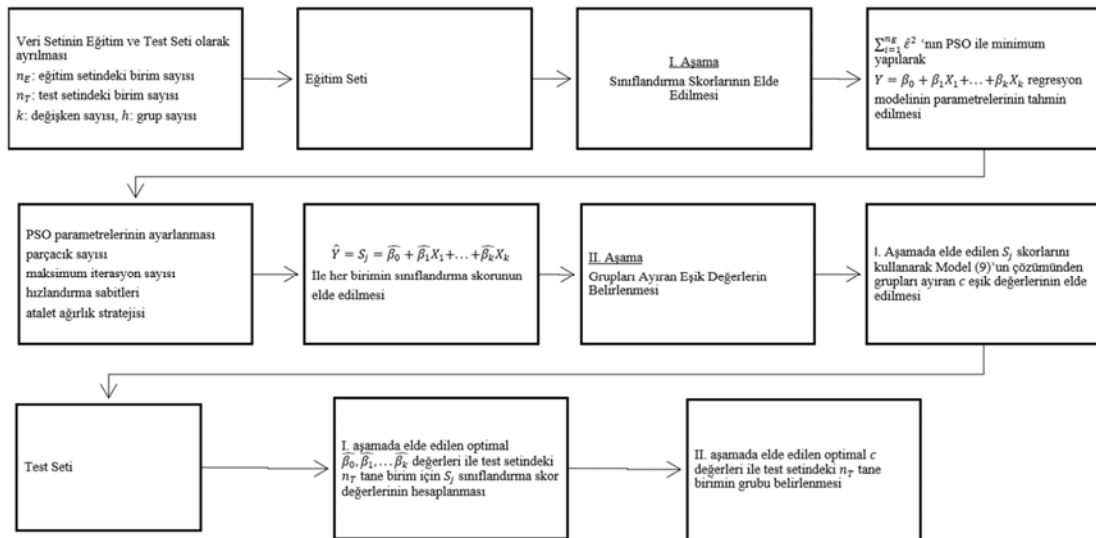 Veri Setinin Eğitim ve Test Seti olarak
ayrılması
n_E: eğitim setindeki birim sayısı
n_T: test setindeki birim sayısı
k: değişken sayısı, h: grup sayısı
Eğitim Seti
I. Aşama
Sınıflandırma Skorlarının Elde
Edilmesi
∑_{i=1}^{n_E} ε̂² ‘nın PSO ile minimum
yapılarak
Y = β₀ + β₁X₁+…+β_kX_k regresyon
modelinin parametrelerinin tahmin
edilmesi
PSO parametrelerinin ayarlanması
parçacık sayısı
maksimum iterasyon sayısı
hızlandırma sabitleri
atalet ağırlık stratejisi
Ŷ = S_j = β̂₀ + β̂₁X₁+…+β̂_kX_k
İle her birimin sınıflandırma skorunun
elde edilmesi
II. Aşama
Grupları Ayıran Eşik Değerlerin
Belirlenmesi
I. Aşamada elde edilen S_j skorlarını
kullanarak Model (9)’un çözümünden
grupları ayıran c eşik değerlerinin elde
edilmesi
Test Seti
I. aşamada elde edilen optimal
β̂₀, β̂₁, … β̂_k değerleri ile test setindeki
n_T tane birim için S_j sınıflandırma skor
değerlerinin hesaplanması
II. aşamada elde edilen optimal c
değerleri ile test setindeki n_T tane
birimin grubu belirlenmesi